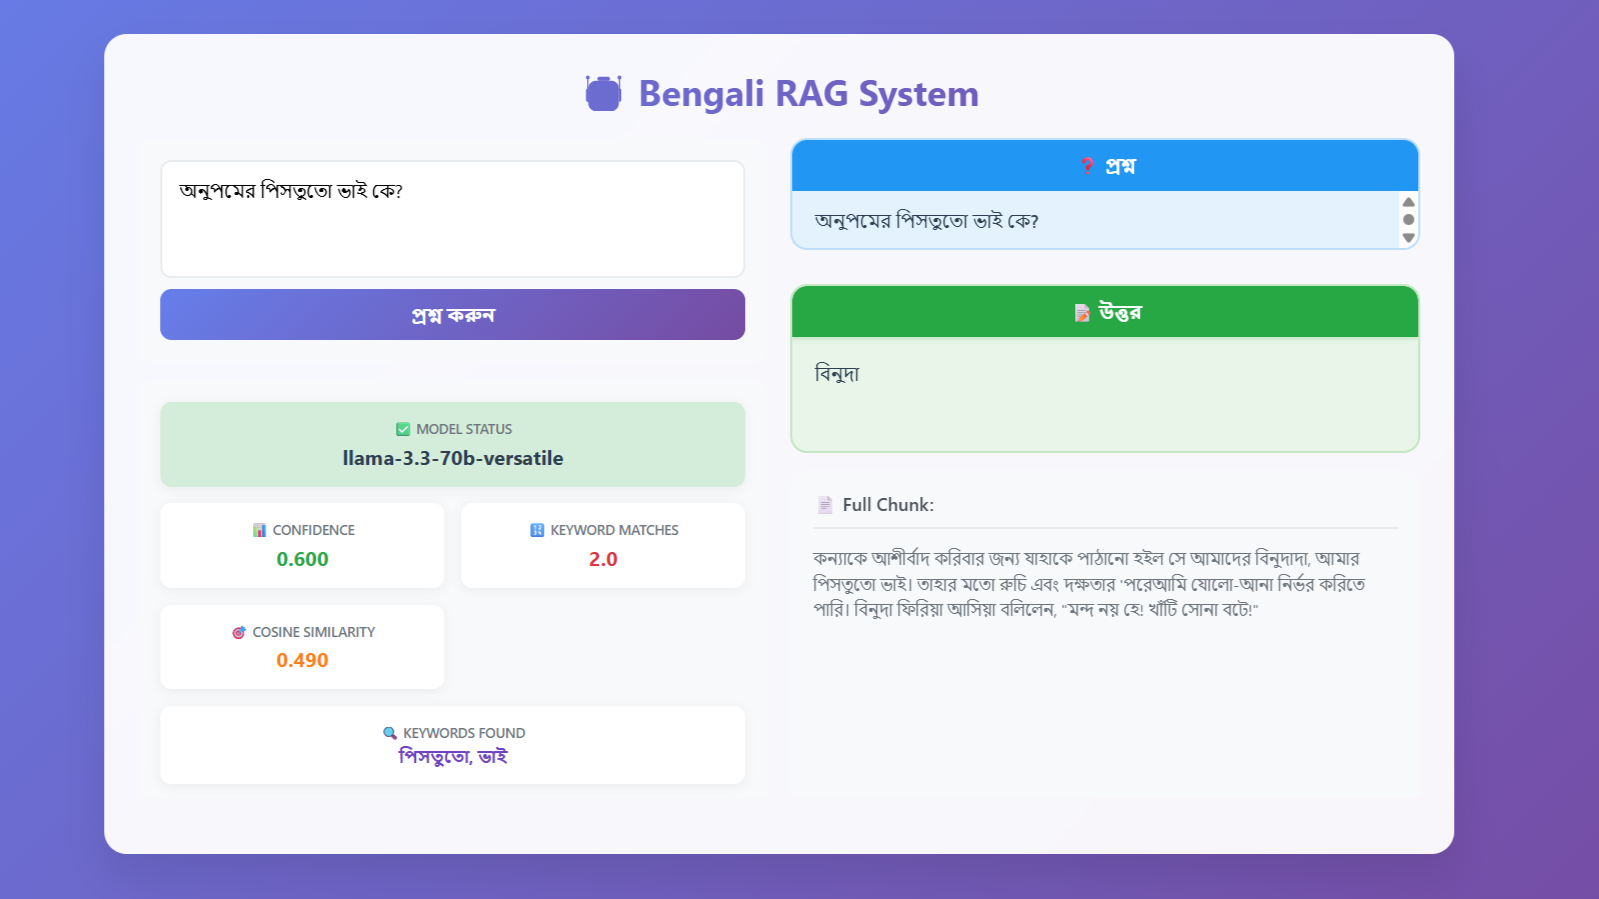 Bengali RAG System
অনুপমের পিসতুতো ভাই কে?
প্রশ্ন করুন
MODEL STATUS
llama-3.3-70b-versatile
CONFIDENCE
0.600
KEYWORD MATCHES
2.0
COSINE SIMILARITY
0.490
KEYWORDS FOUND
পিসতুতো, ভাই
প্রশ্ন
অনুপমের পিসতুতো ভাই কে?
উত্তর
বিনুদা
Full Chunk:
কন্যাকে আশীর্বাদ করিবার জন্য যাহাকে পাঠানো হইল সে আমাদের বিনুদাদা, আমার
পিসতুতো ভাই। তাহার মতো রুচি এবং দক্ষতার 'পরেআমি ষোলো-আনা নির্ভর করিতে
পারি। বিনুদা ফিরিয়া আসিয়া বলিলেন, "মন্দ নয় হে! খাঁটি সোনা বটে!"